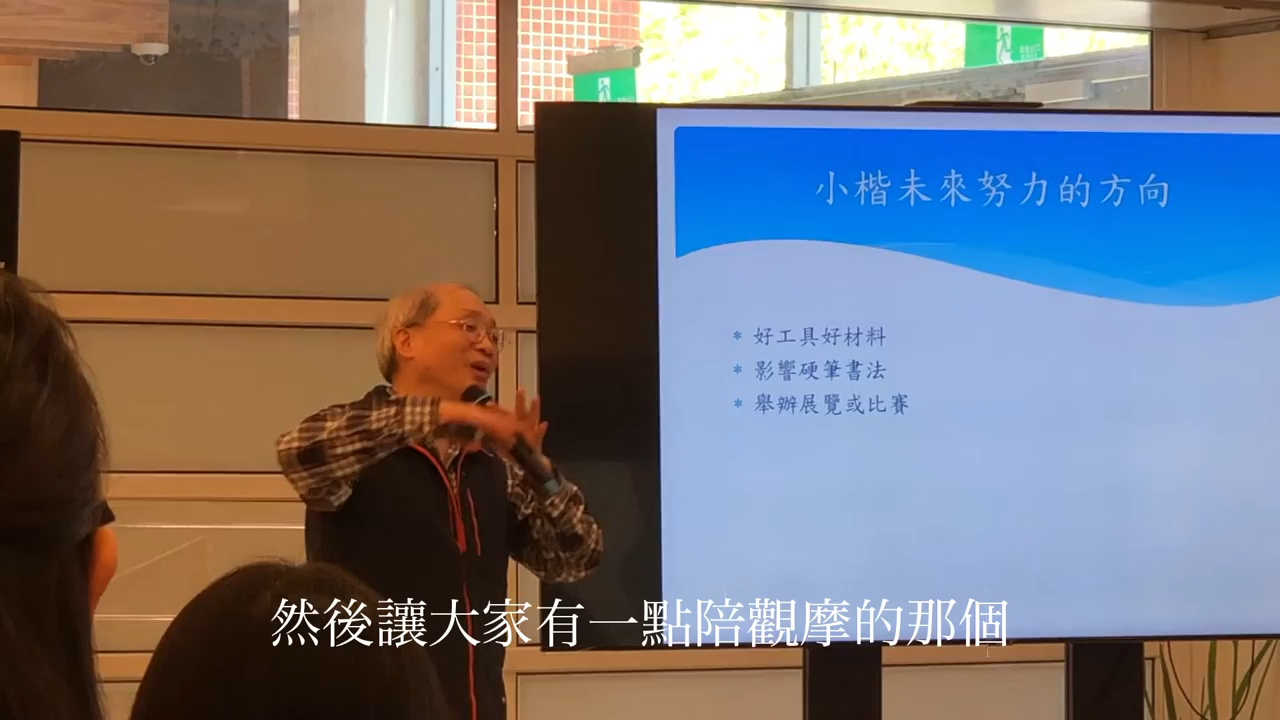 小楷未來努力的方向
* 好工具好材料
* 影響硬筆書法
* 舉辦展覽或比賽
然後讓大家有一點陪觀摩的那個